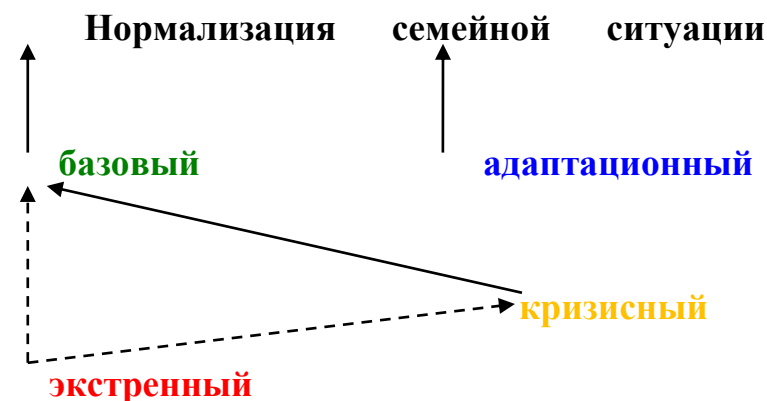 Нормализация семейной ситуации
базовый адаптационный
кризисный
экстренный